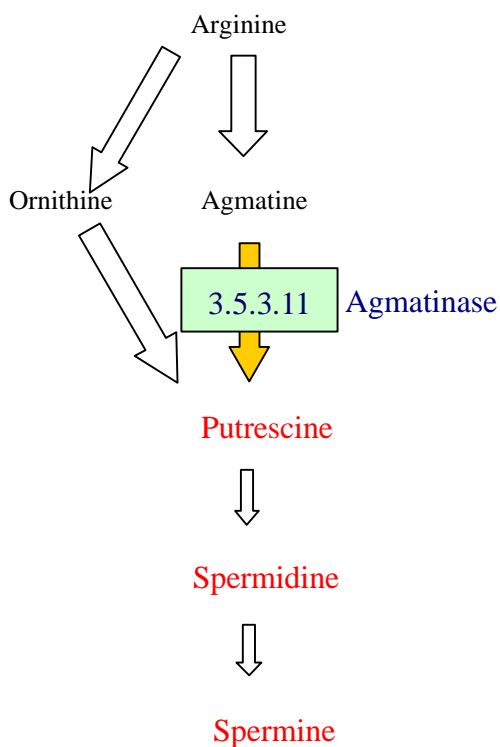 Arginine
Ornithine
Agmatine
3.5.3.11
Agmatinase
Putrescine
Spermidine
Spermine